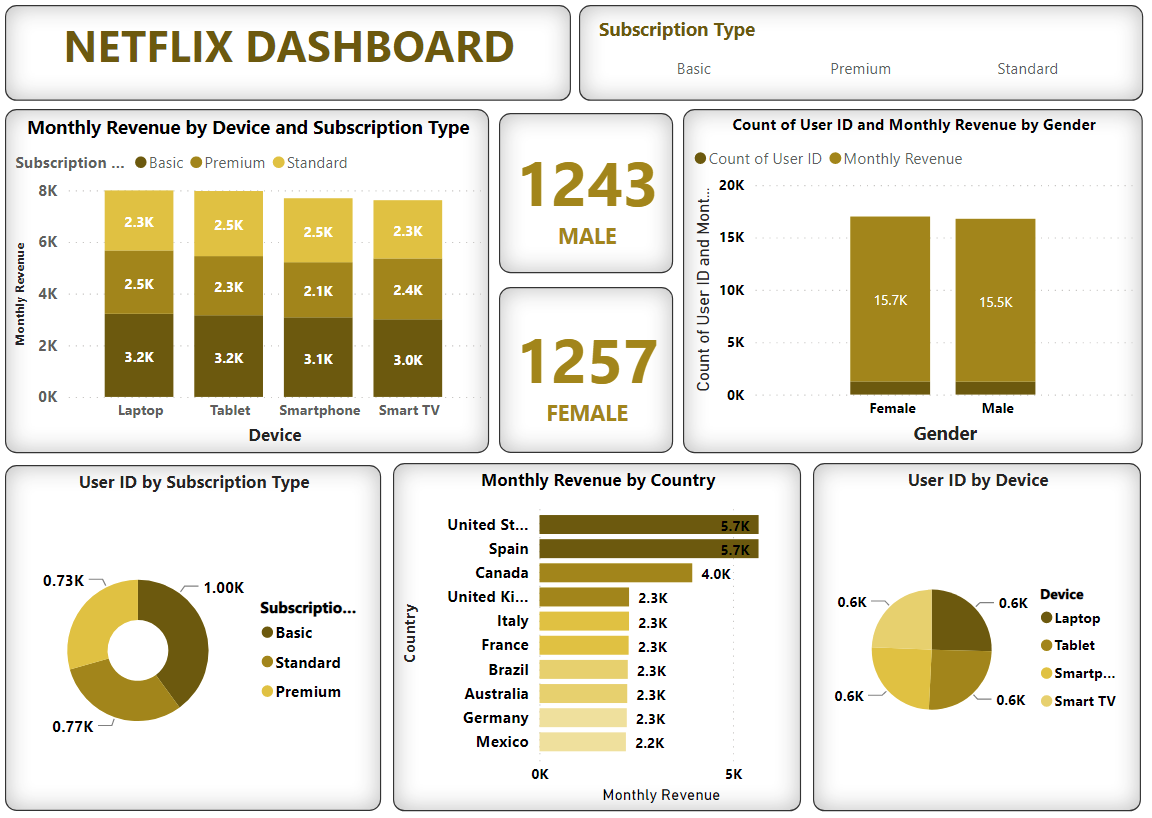 NETFLIX DASHBOARD
Subscription Type
Basic Premium Standard
Monthly Revenue by Device and Subscription Type
Subscription ... Basic Premium Standard
Monthly Revenue
8K
6K
4K
2K
0K
2.3K 2.5K 2.5K 2.3K
2.5K 2.3K 2.1K 2.4K
3.2K 3.2K 3.1K 3.0K
Laptop Tablet Smartphone Smart TV
Device
1243
MALE
1257
FEMALE
Count of User ID and Monthly Revenue by Gender
Count of User ID Monthly Revenue
Count of User ID and Mont...
20K
15K
10K
5K
0K
15.7K 15.5K
Female Male
Gender
User ID by Subscription Type
0.73K
1.00K
0.77K
Subscriptio...
Basic
Standard
Premium
Monthly Revenue by Country
Country
United St... 5.7K
Spain 5.7K
Canada 4.0K
United Ki... 2.3K
Italy 2.3K
France 2.3K
Brazil 2.3K
Australia 2.3K
Germany 2.3K
Mexico 2.2K
0K 5K
Monthly Revenue
User ID by Device
0.6K 0.6K
0.6K 0.6K
Device
Laptop
Tablet
Smartp...
Smart TV